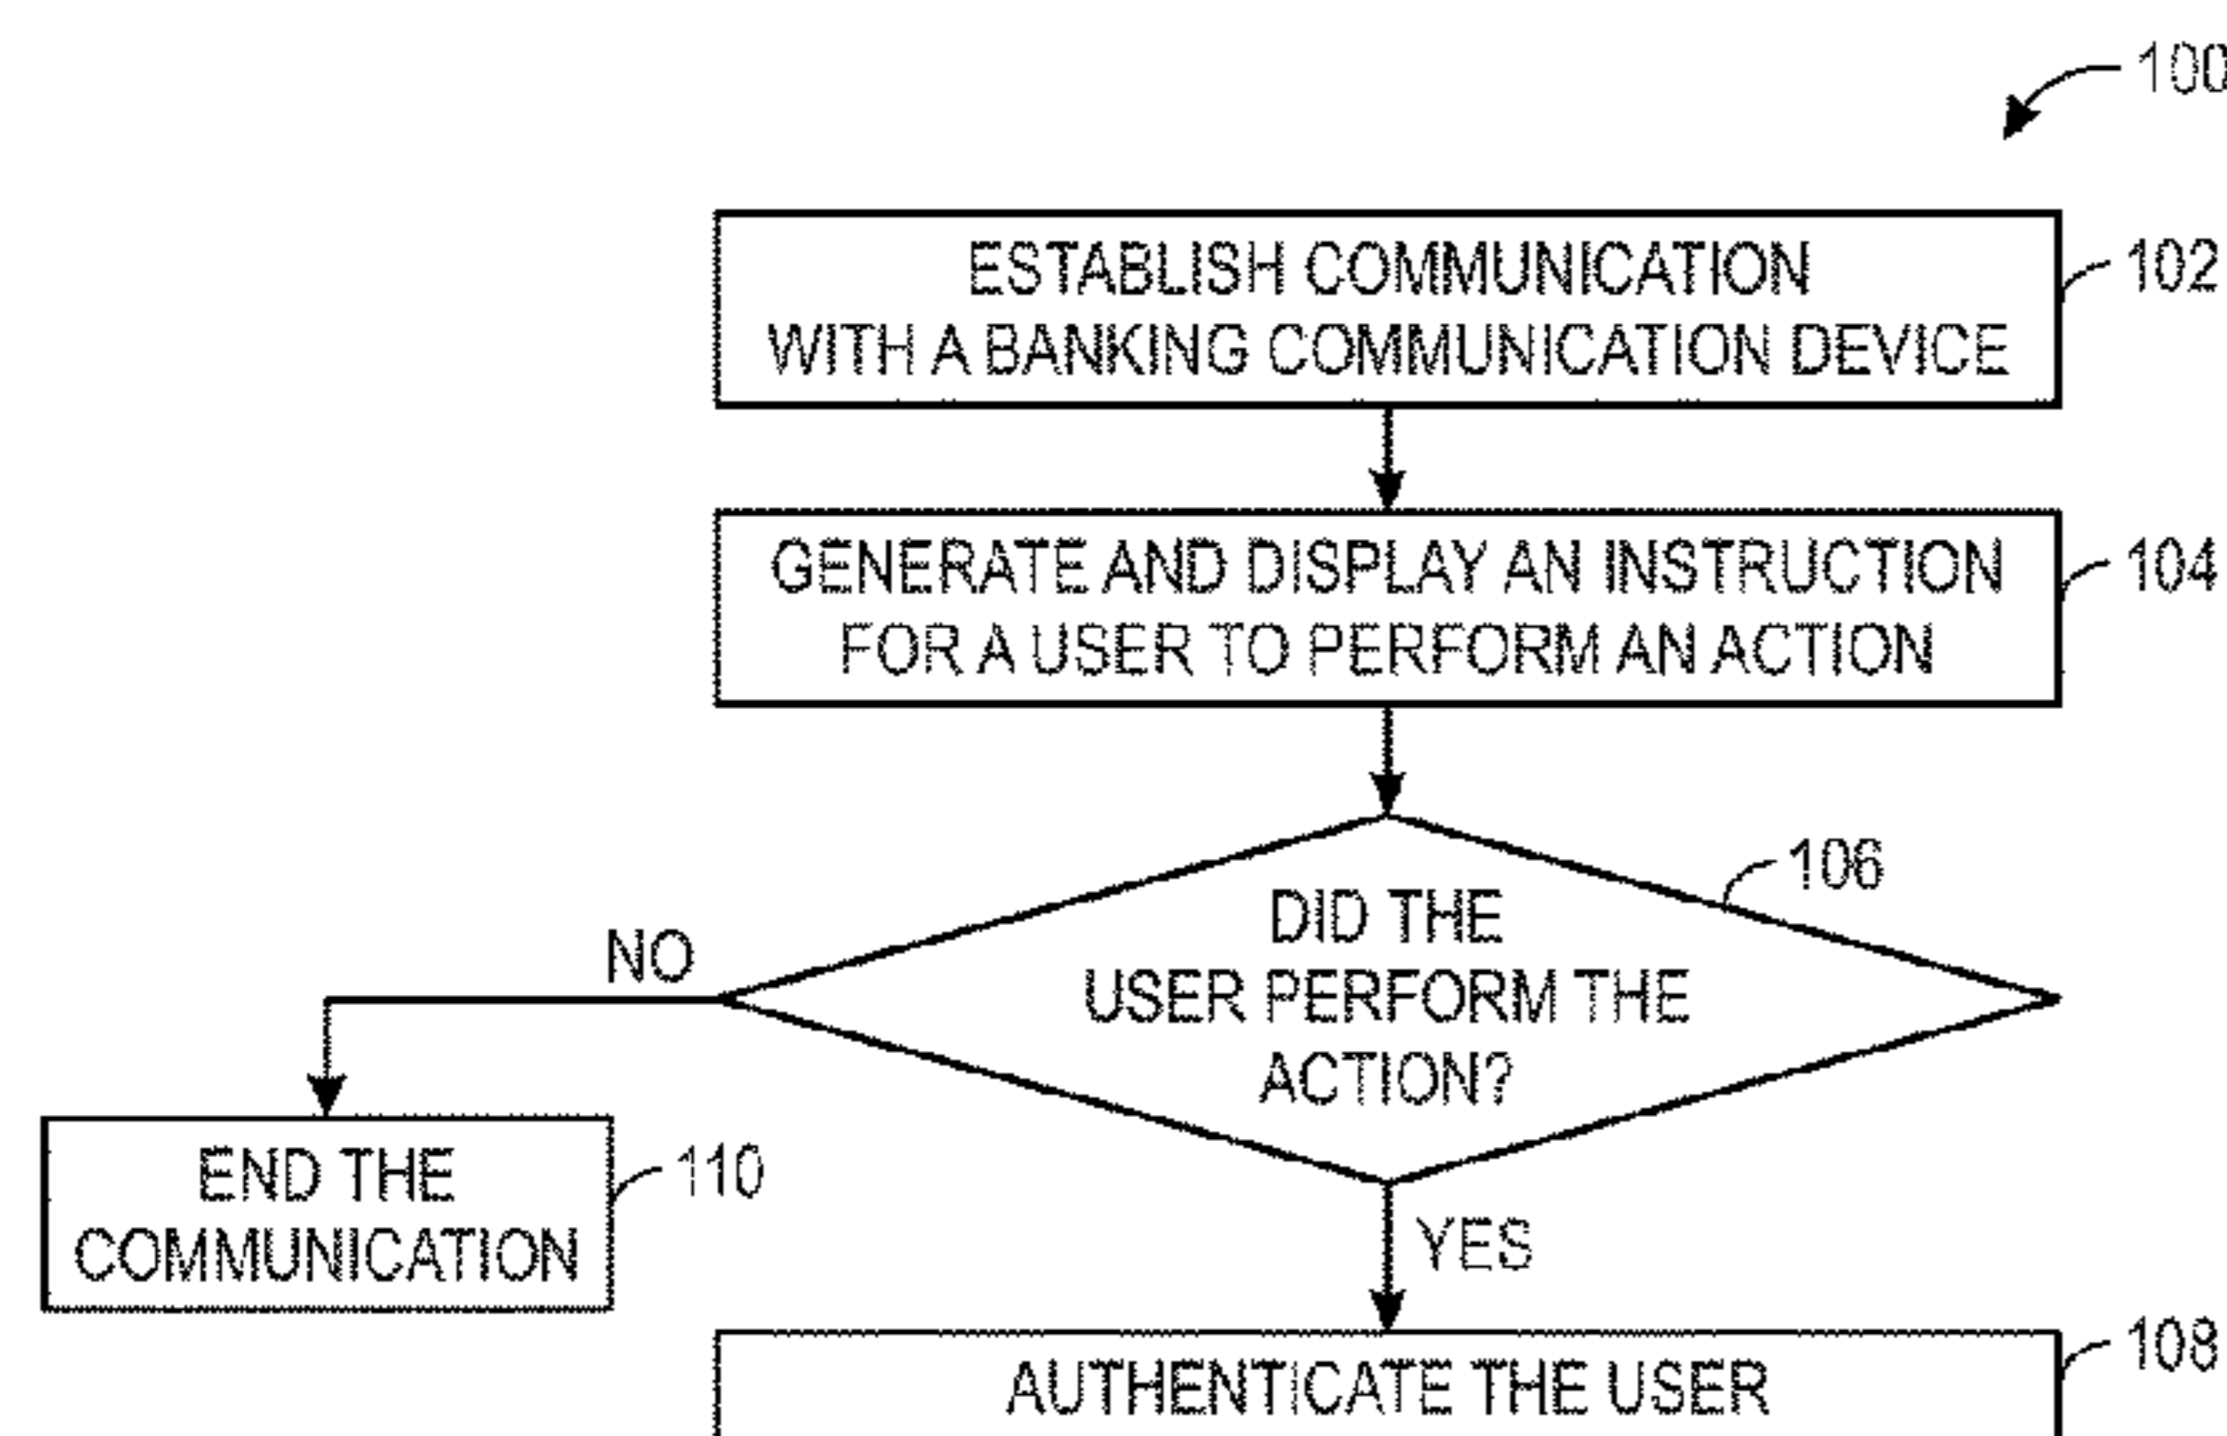 100
ESTABLISH COMMUNICATION
WITH A BANKING COMMUNICATION DEVICE
102
GENERATE AND DISPLAY AN INSTRUCTION
FOR A USER TO PERFORM AN ACTION
104
106
DID THE
USER PERFORM THE
ACTION?
NO
END THE
COMMUNICATION
110
YES
AUTHENTICATE THE USER
108